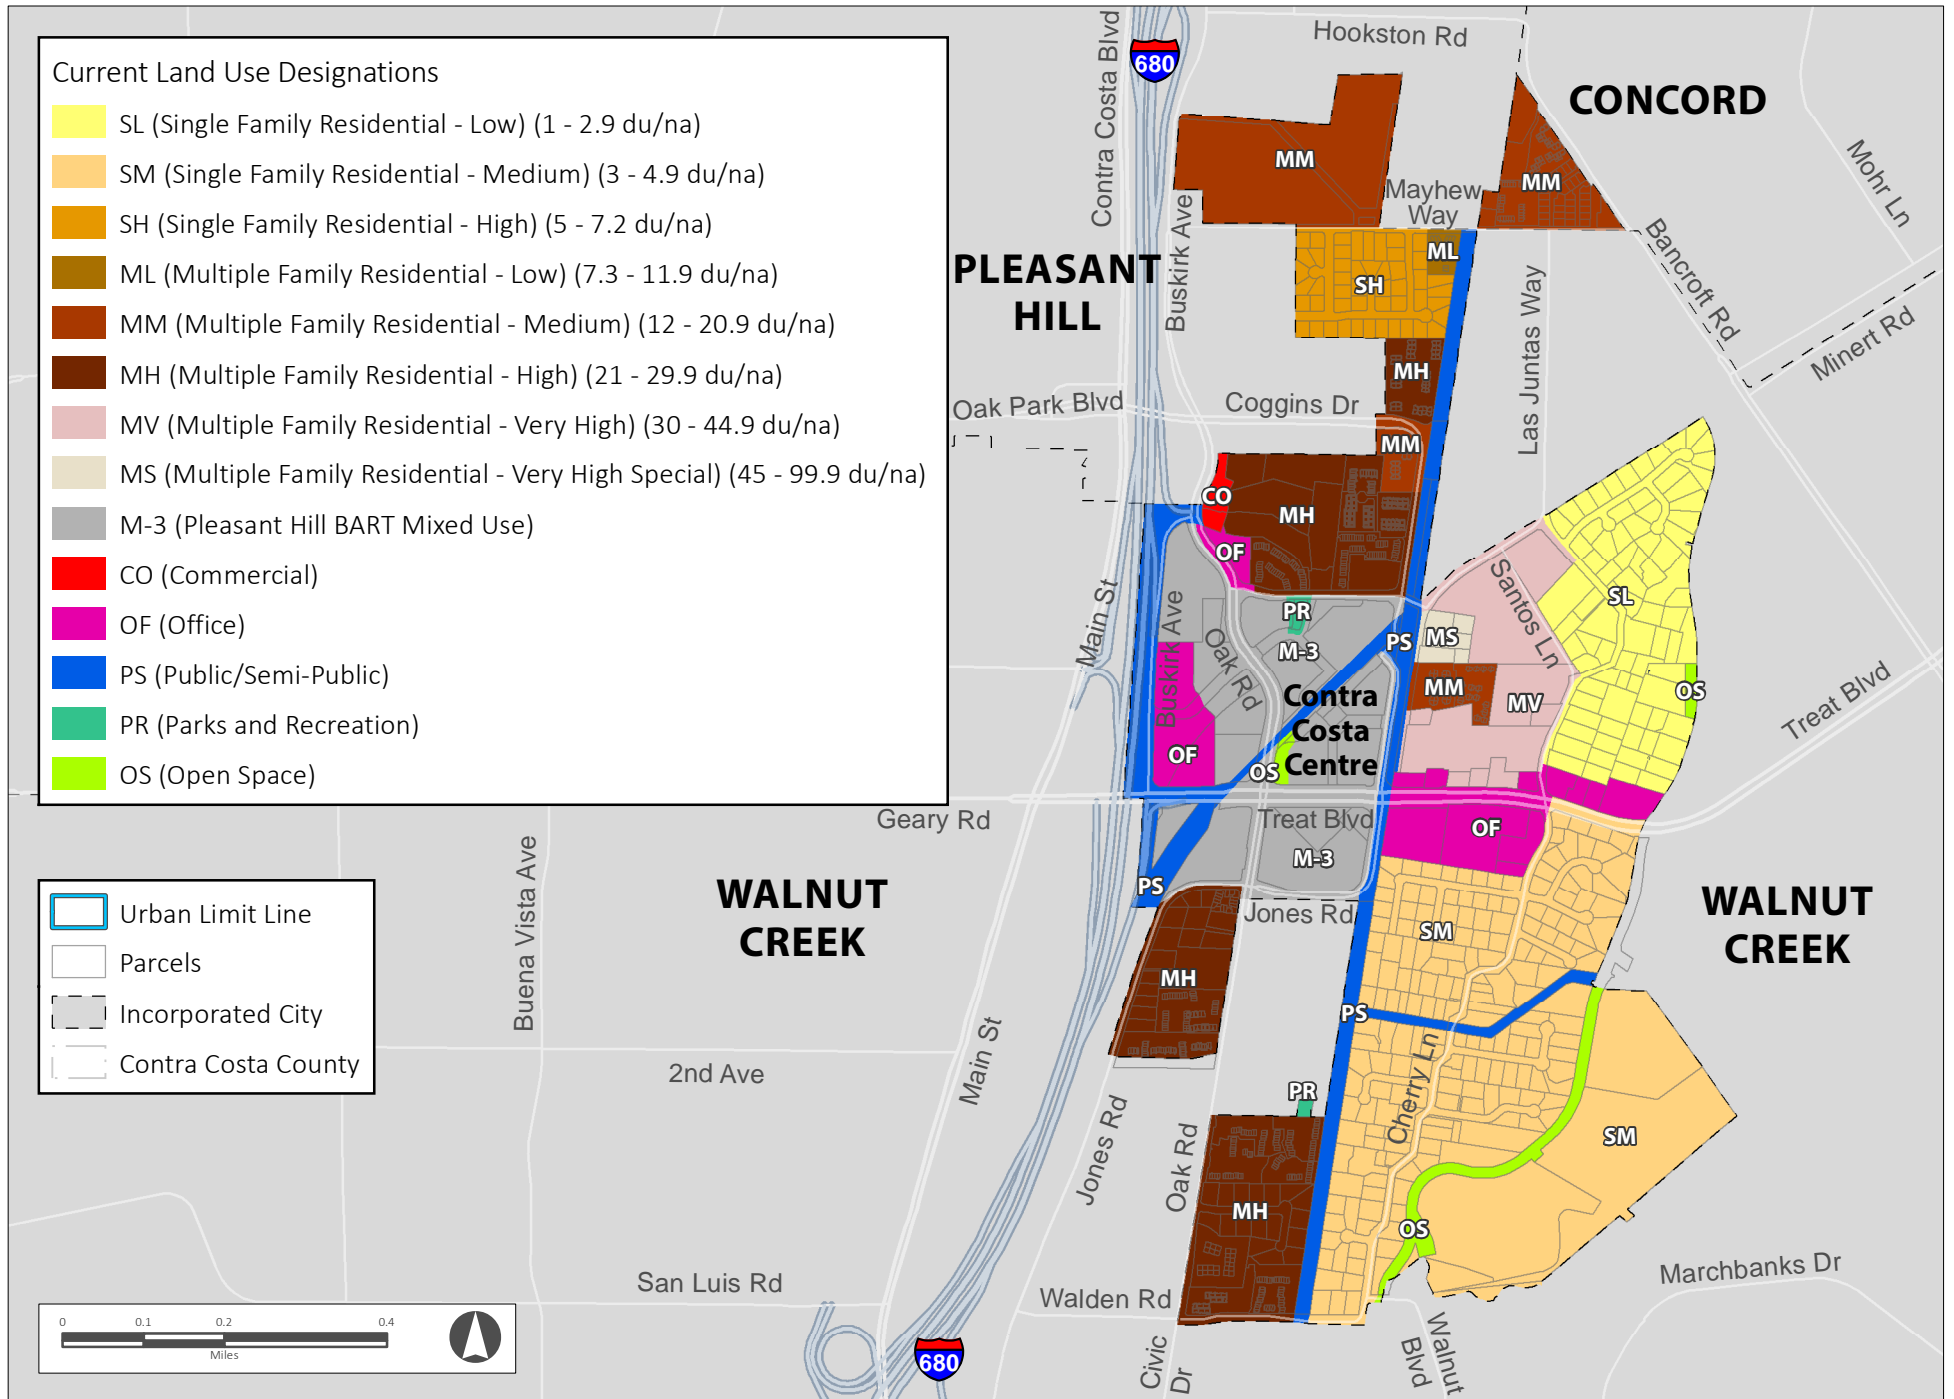 Current Land Use Designations
SL (Single Family Residential - Low) (1 - 2.9 du/na)
SM (Single Family Residential - Medium) (3 - 4.9 du/na)
SH (Single Family Residential - High) (5 - 7.2 du/na)
ML (Multiple Family Residential - Low) (7.3 - 11.9 du/na)
MM (Multiple Family Residential - Medium) (12 - 20.9 du/na)
MH (Multiple Family Residential - High) (21 - 29.9 du/na)
MV (Multiple Family Residential - Very High) (30 - 44.9 du/na)
MS (Multiple Family Residential - Very High Special) (45 - 99.9 du/na)
M-3 (Pleasant Hill BART Mixed Use)
CO (Commercial)
OF (Office)
PS (Public/Semi-Public)
PR (Parks and Recreation)
OS (Open Space)
Urban Limit Line
Parcels
Incorporated City
Contra Costa County
0
0.1
0.2
0.4
Miles
Contra Costa Blvd
680
Hookston Rd
CONCORD
Mohr Ln
MM
Mayhew
Way
MM
Buskirk Ave
PLEASANT
HILL
SH
ML
Las Juntas Way
Bancroft Rd
Minert Rd
MH
Oak Park Blvd
Coggins Dr
MM
CO
MH
OF
Santos Ln
SL
Main St
Buskirk Ave
Oak Rd
PR
M-3
PS
MS
MM
MV
OS
Treat Blvd
Contra
Costa
Centre
OF
OS
Geary Rd
Treat Blvd
OF
M-3
Buena Vista Ave
WALNUT
CREEK
PS
Jones Rd
SM
WALNUT
CREEK
MH
PS
2nd Ave
Main St
Cherry Ln
PR
Jones Rd
Oak Rd
SM
MH
OS
San Luis Rd
Walden Rd
Marchbanks Dr
680
Civic
Dr
Walnut
Blvd